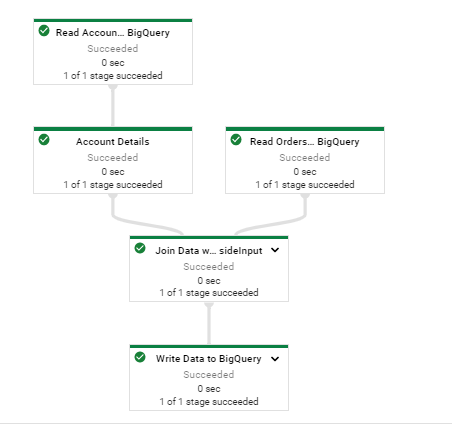 Read Accoun... BigQuery
Succeeded
0 sec
1 of 1 stage succeeded
Account Details
Succeeded
0 sec
1 of 1 stage succeeded
Read Orders... BigQuery
Succeeded
0 sec
1 of 1 stage succeeded
Join Data w... sideInput
Succeeded
0 sec
1 of 1 stage succeeded
Write Data to BigQuery
Succeeded
0 sec
1 of 1 stage succeeded